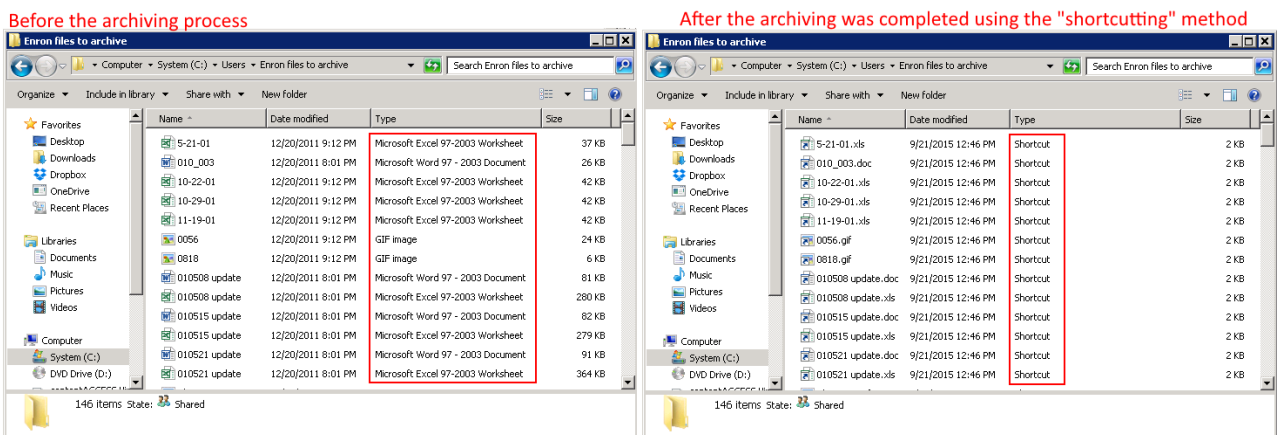 Before the archiving process
Enron files to archive
Computer System (C:) Users Enron files to archive Search Enron files to archive
Organize Include in library Share with New folder
Name Date modified Type Size
Favorites
Desktop
Downloads
Dropbox
OneDrive
Recent Places
Libraries
Documents
Music
Pictures
Videos
Computer
System (C:)
DVD Drive (D:)
5-21-01 12/20/2011 9:12 PM Microsoft Excel 97-2003 Worksheet 37 KB
010_003 12/20/2011 9:12 PM Microsoft Word 97 - 2003 Document 26 KB
10-22-01 12/20/2011 9:12 PM Microsoft Excel 97-2003 Worksheet 42 KB
10-29-01 12/20/2011 9:12 PM Microsoft Excel 97-2003 Worksheet 42 KB
11-19-01 12/20/2011 9:12 PM Microsoft Excel 97-2003 Worksheet 42 KB
0056 12/20/2011 9:12 PM GIF image 24 KB
0818 12/20/2011 9:12 PM GIF image 6 KB
010508 update 12/20/2011 8:01 PM Microsoft Word 97 - 2003 Document 81 KB
010508 update 12/20/2011 8:01 PM Microsoft Excel 97-2003 Worksheet 280 KB
010515 update 12/20/2011 8:01 PM Microsoft Word 97 - 2003 Document 82 KB
010515 update 12/20/2011 8:01 PM Microsoft Excel 97-2003 Worksheet 279 KB
010521 update 12/20/2011 8:01 PM Microsoft Word 97 - 2003 Document 91 KB
010521 update 12/20/2011 8:01 PM Microsoft Excel 97-2003 Worksheet 364 KB
146 items State: Shared
After the archiving was completed using the "shortcutting" method
Enron files to archive
Computer System (C:) Users Enron files to archive Search Enron files to archive
Organize Include in library Share with New folder
Name Date modified Type Size
Favorites
Desktop
Downloads
Dropbox
OneDrive
Recent Places
Libraries
Documents
Music
Pictures
Videos
Computer
System (C:)
DVD Drive (D:)
5-21-01.xls 9/21/2015 12:46 PM Shortcut 2 KB
010_003.doc 9/21/2015 12:46 PM Shortcut 2 KB
10-22-01.xls 9/21/2015 12:46 PM Shortcut 2 KB
10-29-01.xls 9/21/2015 12:46 PM Shortcut 2 KB
11-19-01.xls 9/21/2015 12:46 PM Shortcut 2 KB
0056.gif 9/21/2015 12:46 PM Shortcut 2 KB
0818.gif 9/21/2015 12:46 PM Shortcut 2 KB
010508 update.doc 9/21/2015 12:46 PM Shortcut 2 KB
010508 update.xls 9/21/2015 12:46 PM Shortcut 2 KB
010515 update.doc 9/21/2015 12:46 PM Shortcut 2 KB
010515 update.xls 9/21/2015 12:46 PM Shortcut 2 KB
010521 update.doc 9/21/2015 12:46 PM Shortcut 2 KB
010521 update.xls 9/21/2015 12:46 PM Shortcut 2 KB
146 items State: Shared